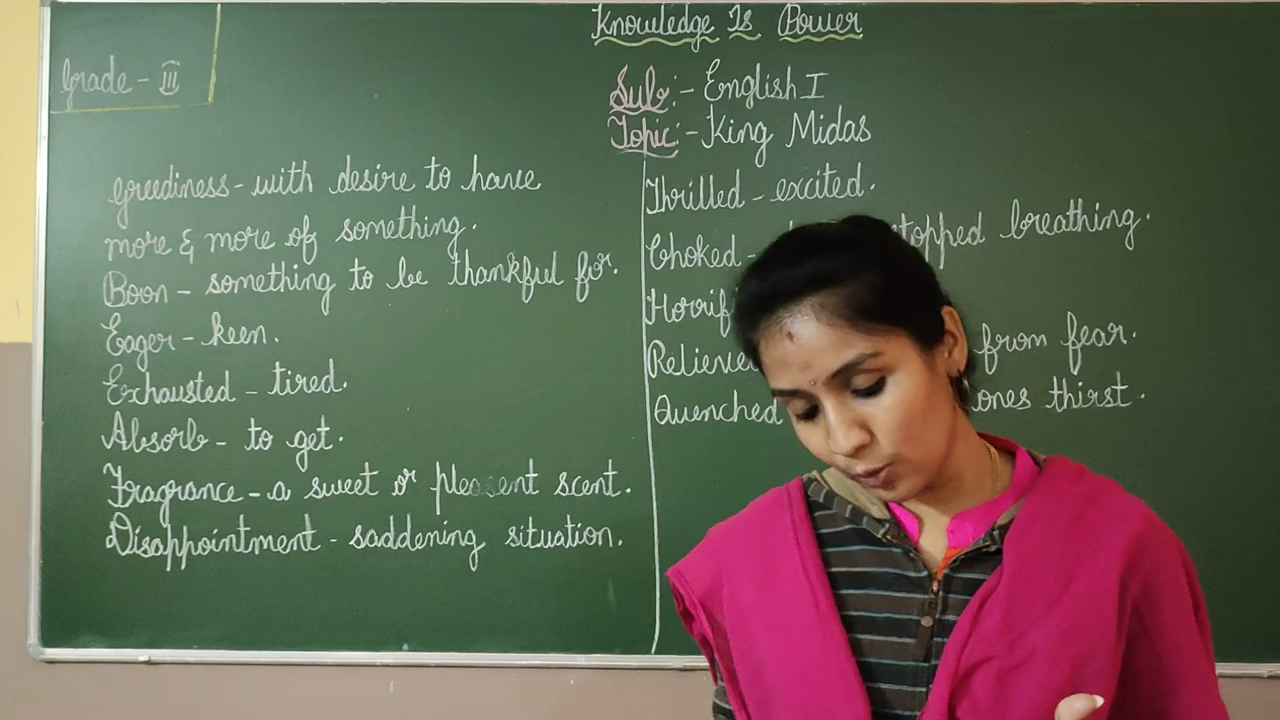 Knowledge Is Power
Grade - III
Sub:- English I
Topic:- King Midas
Greediness - with desire to have
more & more of something.
Boon - something to be thankful for.
Eager - keen.
Exhausted - tired.
Absorb - to get.
Fragrance - a sweet or pleasent scent.
Disappointment - saddening situation.
Thrilled - excited.
Choked - stopped breathing.
from fear.
Quenched ones thirst.